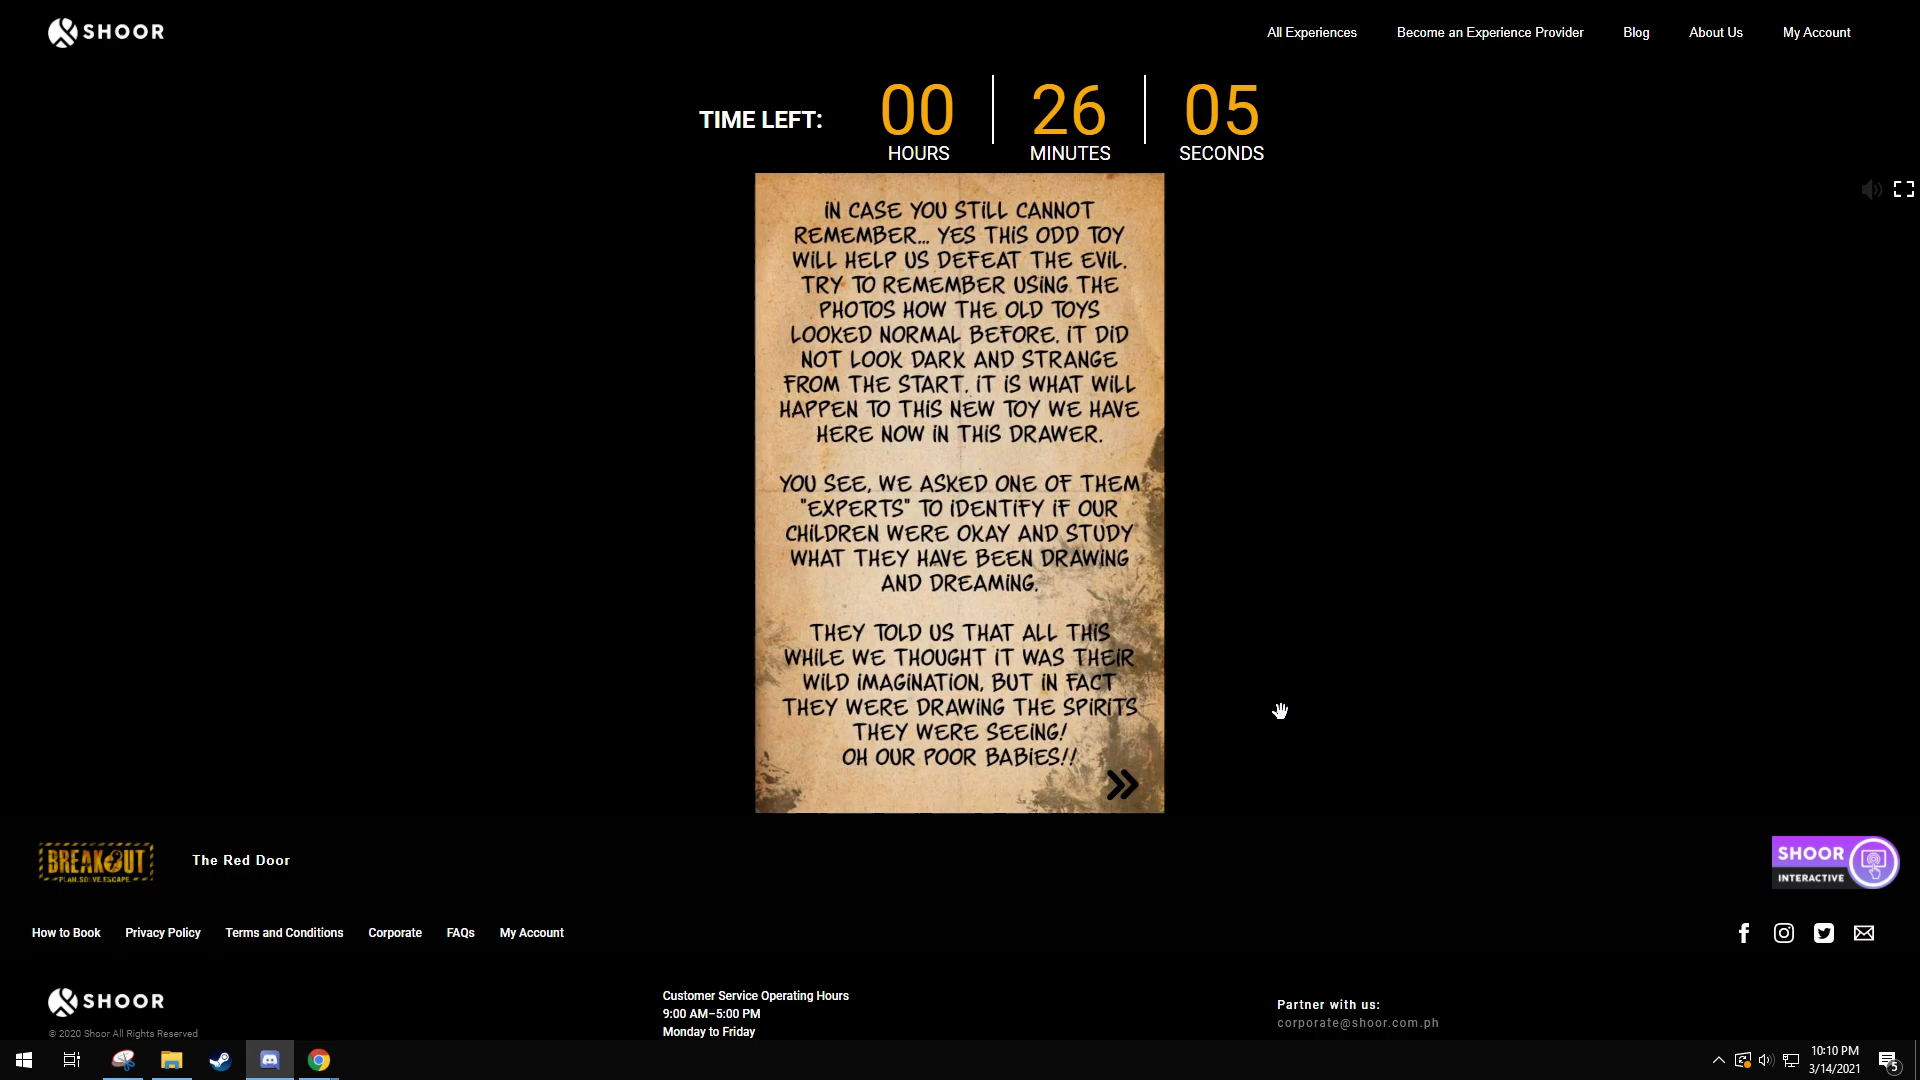 SHOOR
All Experiences
Become an Experience Provider
Blog
About Us
My Account
TIME LEFT:
00
HOURS
26
MINUTES
05
SECONDS
IN CASE YOU STILL CANNOT
REMEMBER... YES THIS ODD TOY
WILL HELP US DEFEAT THE EVIL.
TRY TO REMEMBER USING THE
PHOTOS HOW THE OLD TOYS
LOOKED NORMAL BEFORE. IT DID
NOT LOOK DARK AND STRANGE
FROM THE START. IT IS WHAT WILL
HAPPEN TO THIS NEW TOY WE HAVE
HERE NOW IN THIS DRAWER.
YOU SEE, WE ASKED ONE OF THEM
"EXPERTS" TO IDENTIFY IF OUR
CHILDREN WERE OKAY AND STUDY
WHAT THEY HAVE BEEN DRAWING
AND DREAMING.
THEY TOLD US THAT ALL THIS
WHILE WE THOUGHT IT WAS THEIR
WILD IMAGINATION, BUT IN FACT
THEY WERE DRAWING THE SPIRITS
THEY WERE SEEING!
OH OUR POOR BABIES!!
BREAKOUT
PLAN.SOLVE.ESCAPE
The Red Door
SHOOR
INTERACTIVE
How to Book
Privacy Policy
Terms and Conditions
Corporate
FAQs
My Account
SHOOR
© 2020 Shoor All Rights Reserved
Customer Service Operating Hours
9:00 AM–5:00 PM
Monday to Friday
Partner with us:
corporate@shoor.com.ph
10:10 PM
3/14/2021
5